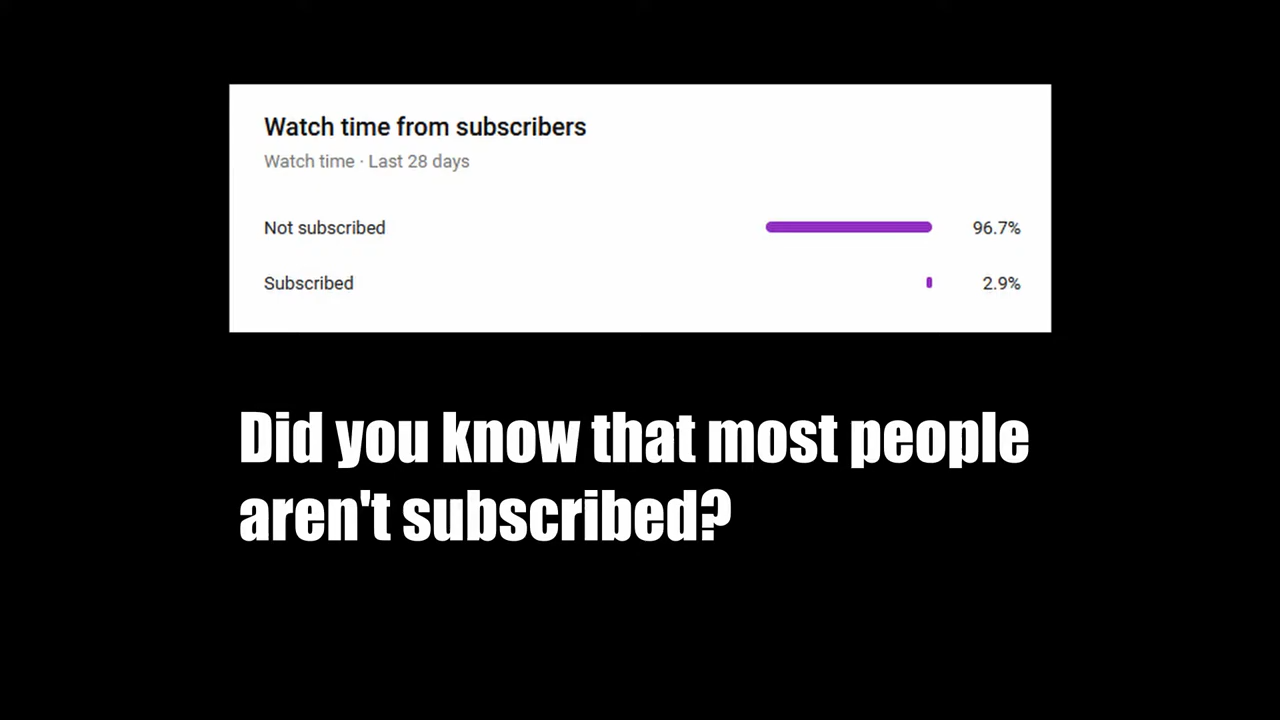 Watch time from subscribers
Watch time · Last 28 days
Not subscribed 96.7%
Subscribed 2.9%
Did you know that most people
aren't subscribed?